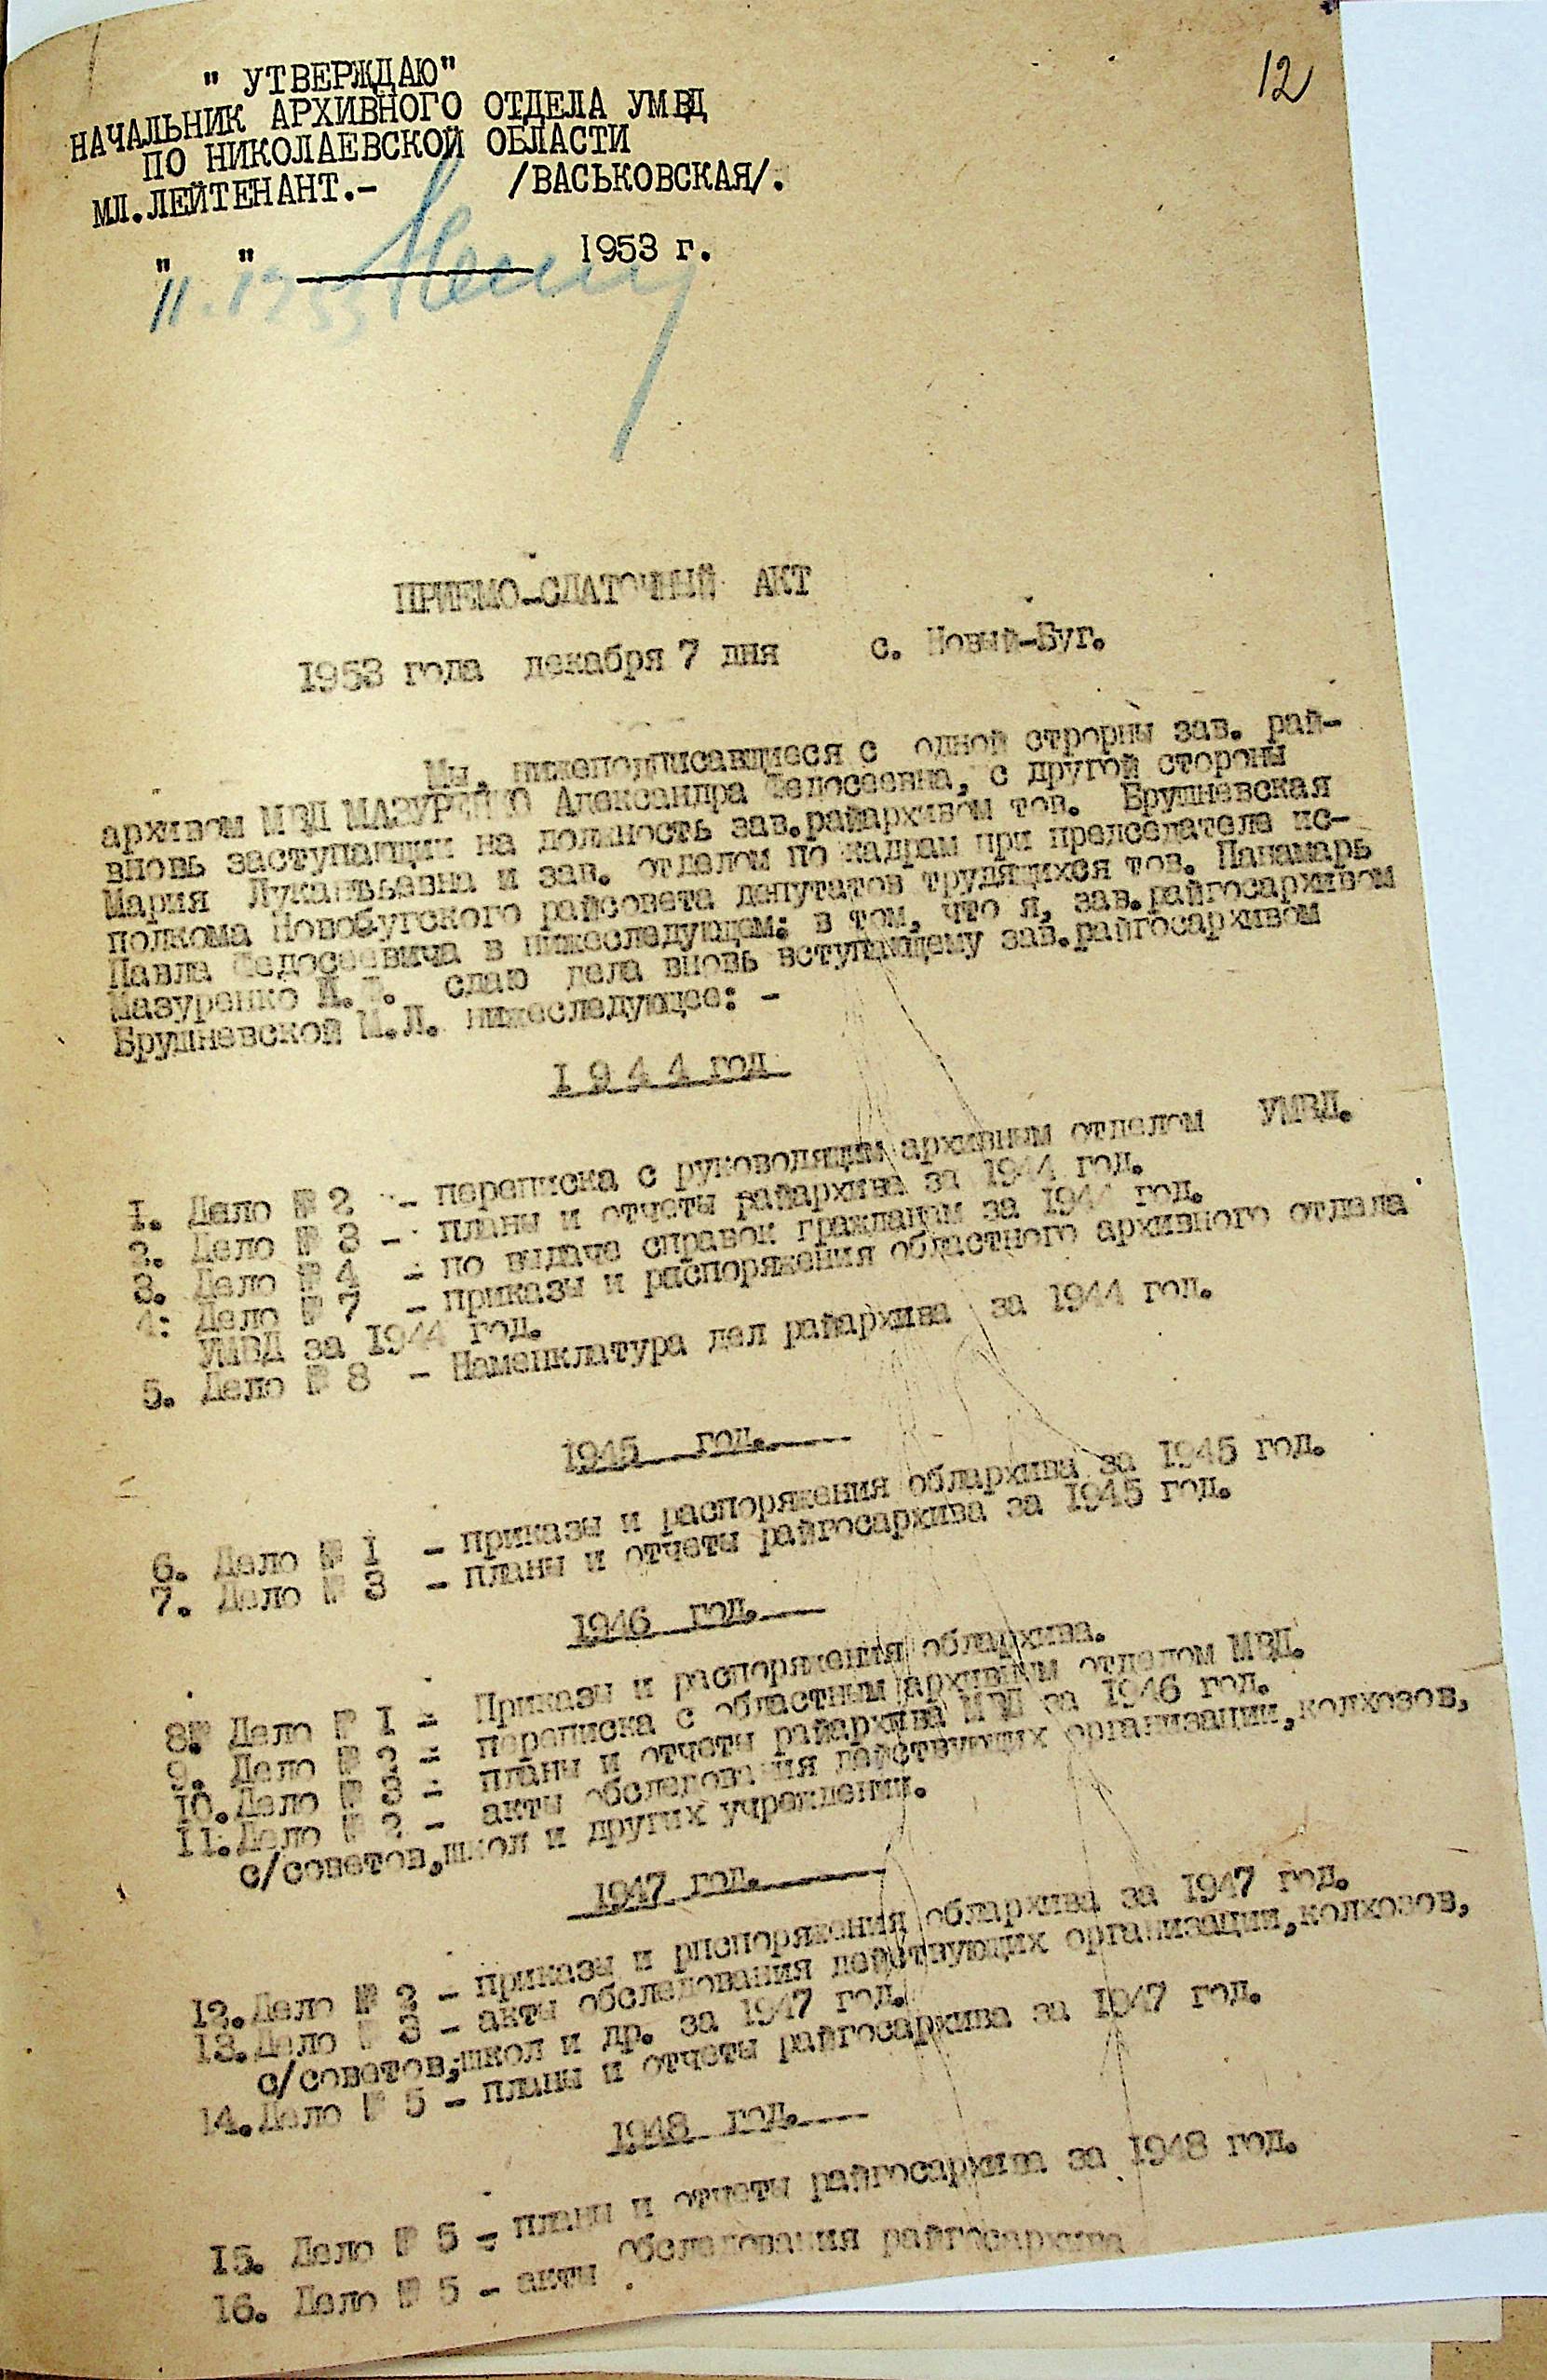 12
" УТВЕРЖДАЮ"
НАЧАЛЬНИК АРХИВНОГО ОТДЕЛА УМВД
ПО НИКОЛАЕВСКОЙ ОБЛАСТИ
МЛ.ЛЕЙТЕНАНТ.- /ВАСЬКОВСКАЯ/.
" " 1953 г.
ПРИЕМО-СДАТОЧНЫЙ АКТ
1953 года декабря 7 дня с. Новый-Буг.
Мы, нижеподписавшиеся с одной строрны зав. рай-
архивом МВД МАЗУРЕНКО Александра Федосеевна, с другой стороны
вновь заступающии на должность зав.райархивом тов. Брушневская
Мария Лукантьевна и зав. отделом по кадрам при председателе ис-
полкома Новобугского райсовета депутатов трудящихся тов. Панамарь
Павла Федосеевича в нижеследующем: в том, что я, зав.райгосархивом
Мазуренко А.Ф. сдаю дела вновь вступающему зав.райгосархивом
Брушневской М.Л. нижеследующее: -
1 9 4 4 год
1. Дело № 2 - переписка с руководящим архивным отделом УМВД.
2. Дело № 3 - планы и отчеты райархива за 1944 год.
3. Дело № 4 - по выдаче справок гражданам за 1944 год.
4: Дело № 7 - приказы и распоряжения областного архивного отдела
УМВД за 1944 год.
5. Дело № 8 - Наменклатура дел райархива за 1944 год.
1945 год.
6. Дело № 1 - приказы и распоряжения облархива за 1945 год.
7. Дело № 3 - планы и отчеты райгосархива за 1945 год.
1946 год.
8. Дело № 1 - Приказы и распоряжения облархива.
9. Дело № 2 - переписка с областным архивным отделом МВД.
10.Дело № 3 - планы и отчеты райархива МВД за 1946 год.
11.Дело № 2 - акты обследования действующих организации,колхозов,
с/советов,школ и других учреждении.
1947 год.
12.Дело № 2 - приказы и рпспоряжения облархива за 1947 год.
13.Дело № 3 - акты обследования действующих организации,колхозов,
с/советов,школ и др. за 1947 год.
14.Дело № 5 - планы и отчеты райгосархива за 1947 год.
1948 год.
15. Дело № 5 - планы и отчеты райгосархива за 1948 год.
16. Дело № 5 - акты обследования райгосархива